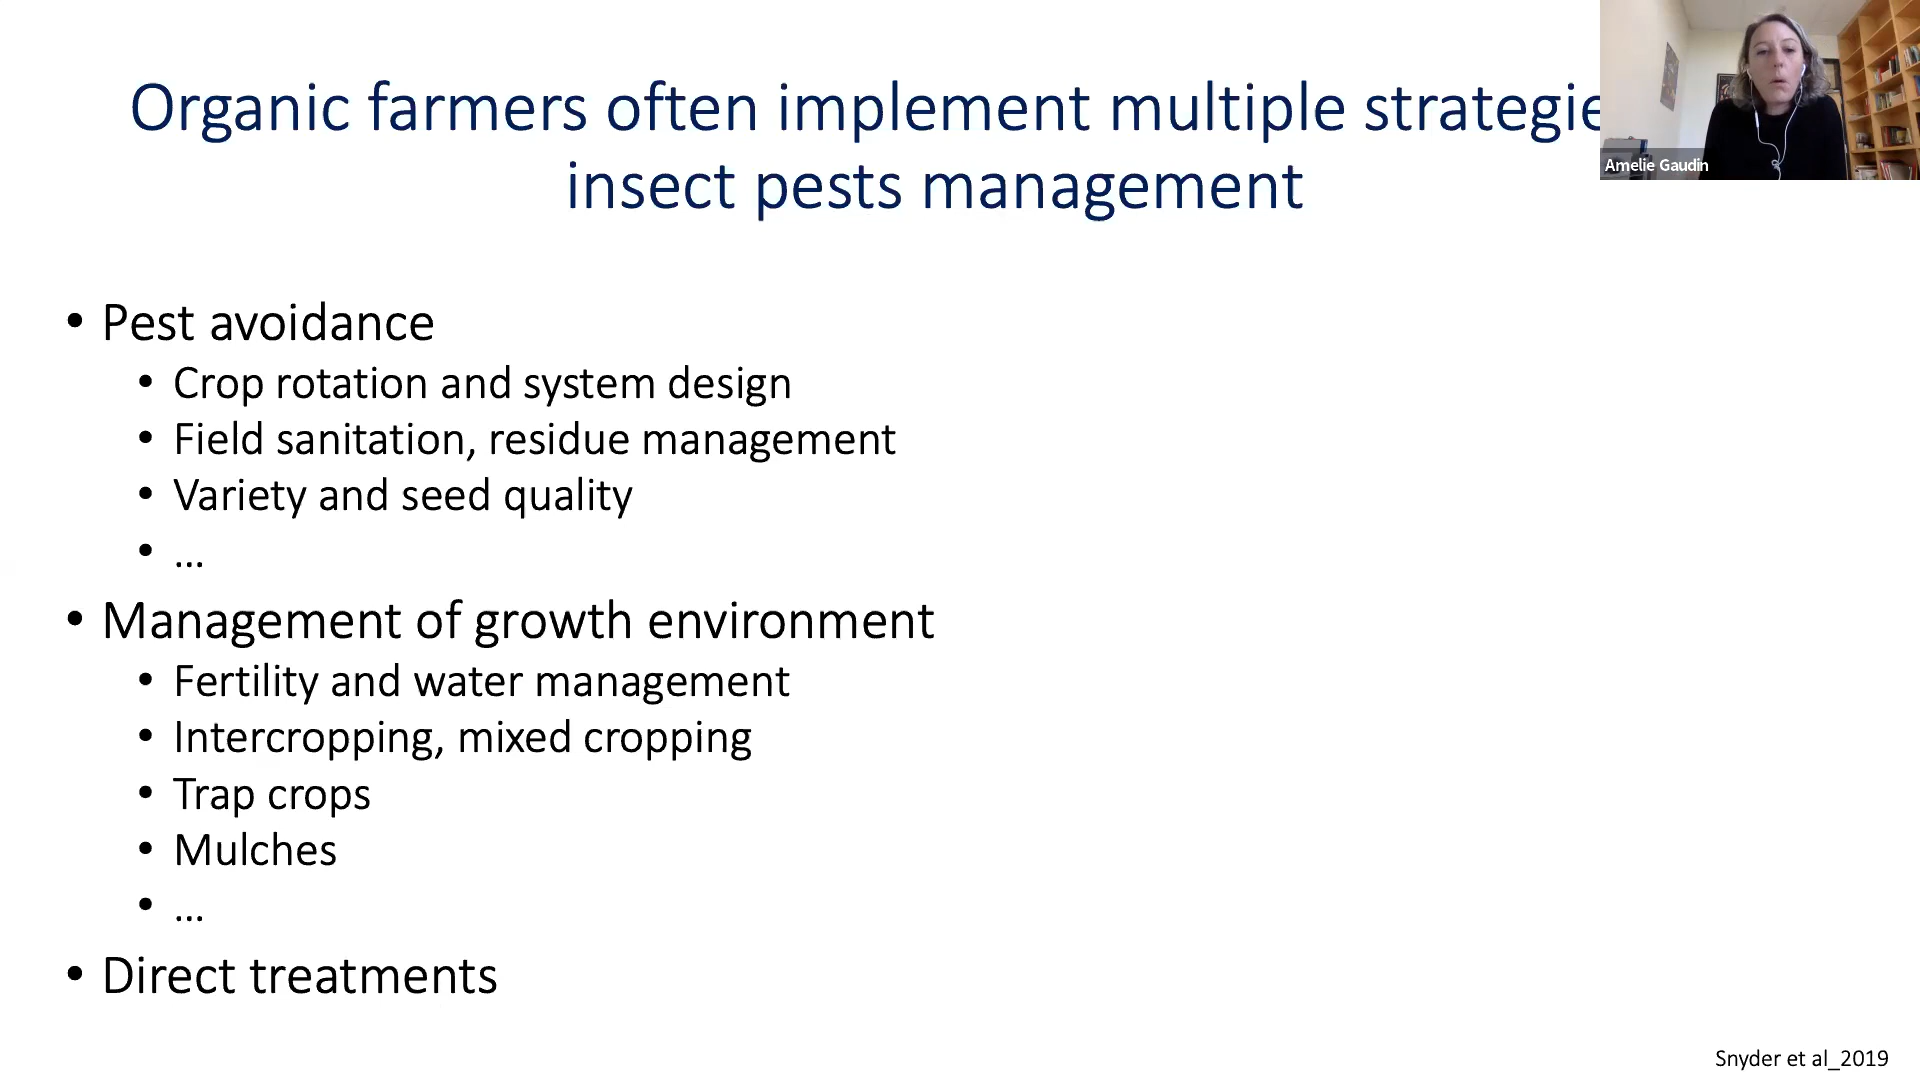 Organic farmers often implement multiple strategie
insect pests management
Amelie Gaudin
• Pest avoidance
• Crop rotation and system design
• Field sanitation, residue management
• Variety and seed quality
• ...
• Management of growth environment
• Fertility and water management
• Intercropping, mixed cropping
• Trap crops
• Mulches
• ...
• Direct treatments
Snyder et al_2019